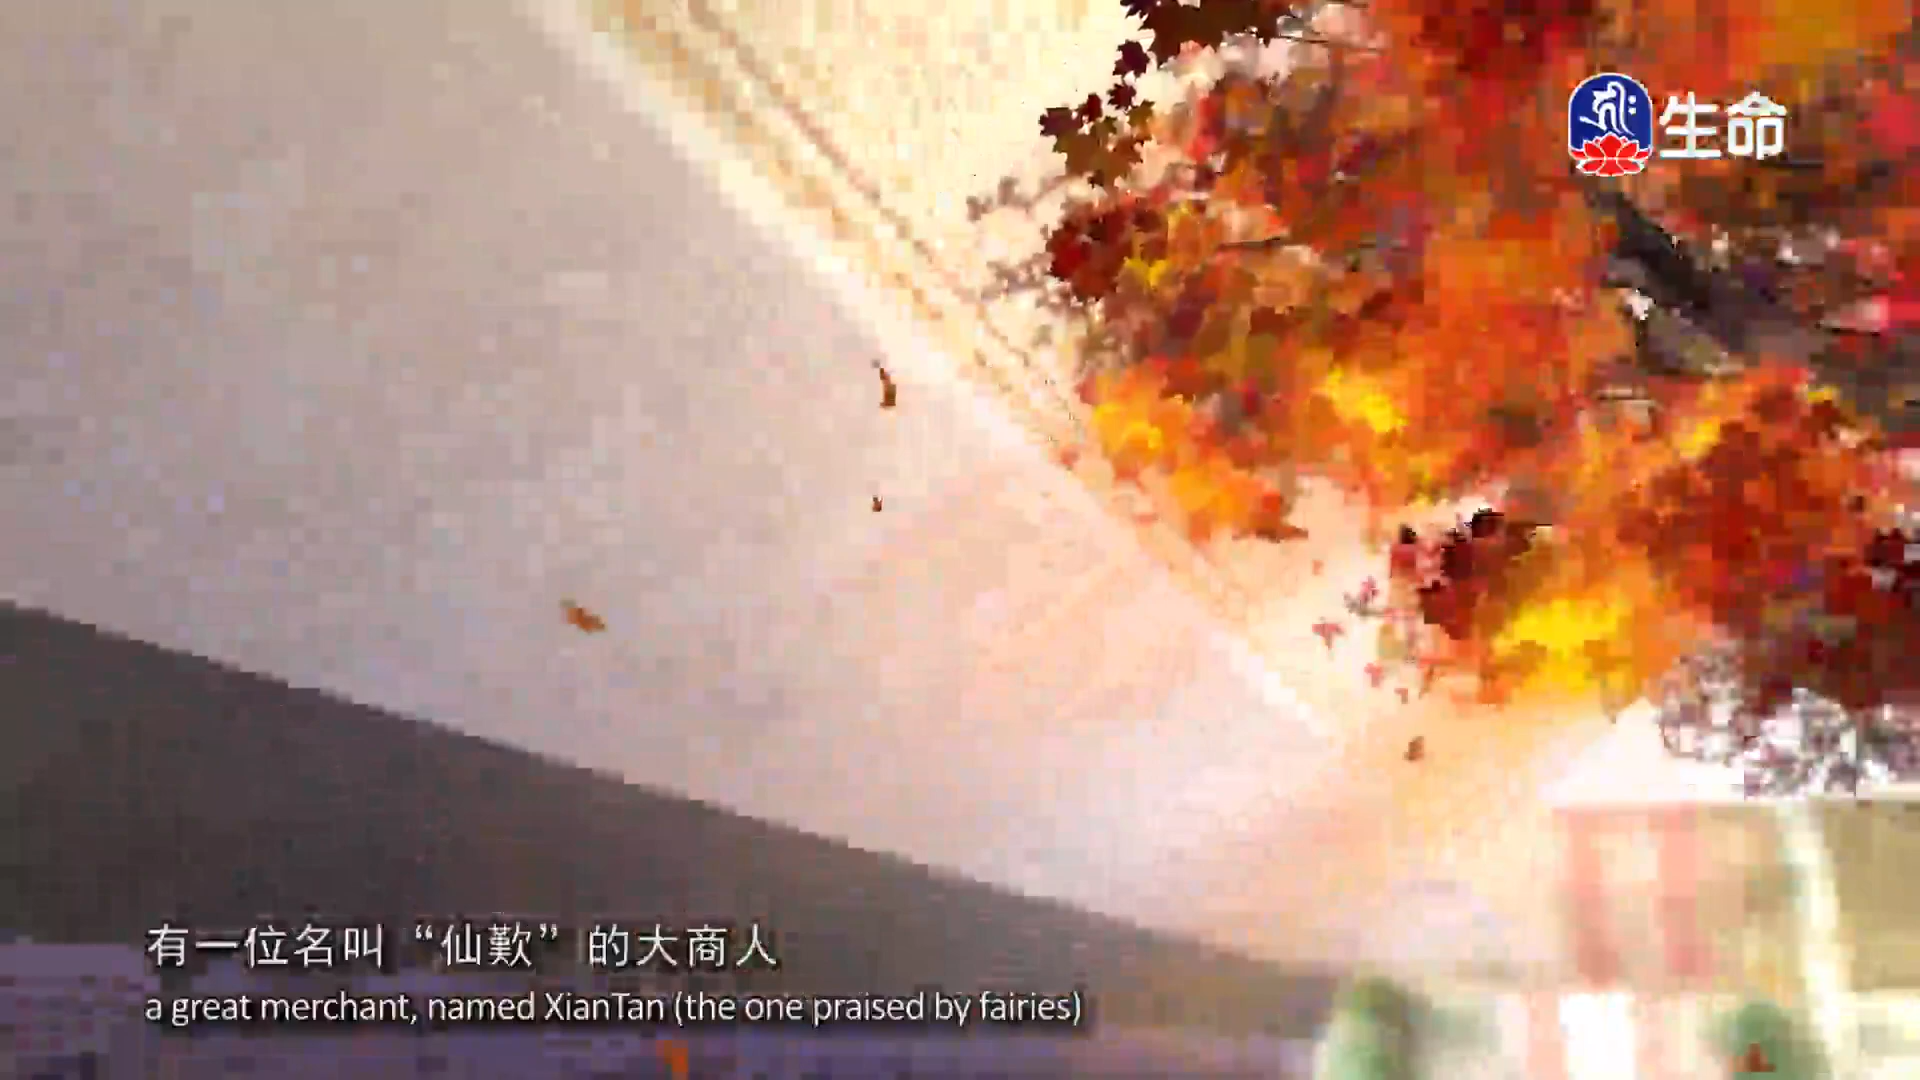 生命
有一位名叫“仙歎”的大商人
a great merchant, named XianTan (the one praised by fairies)